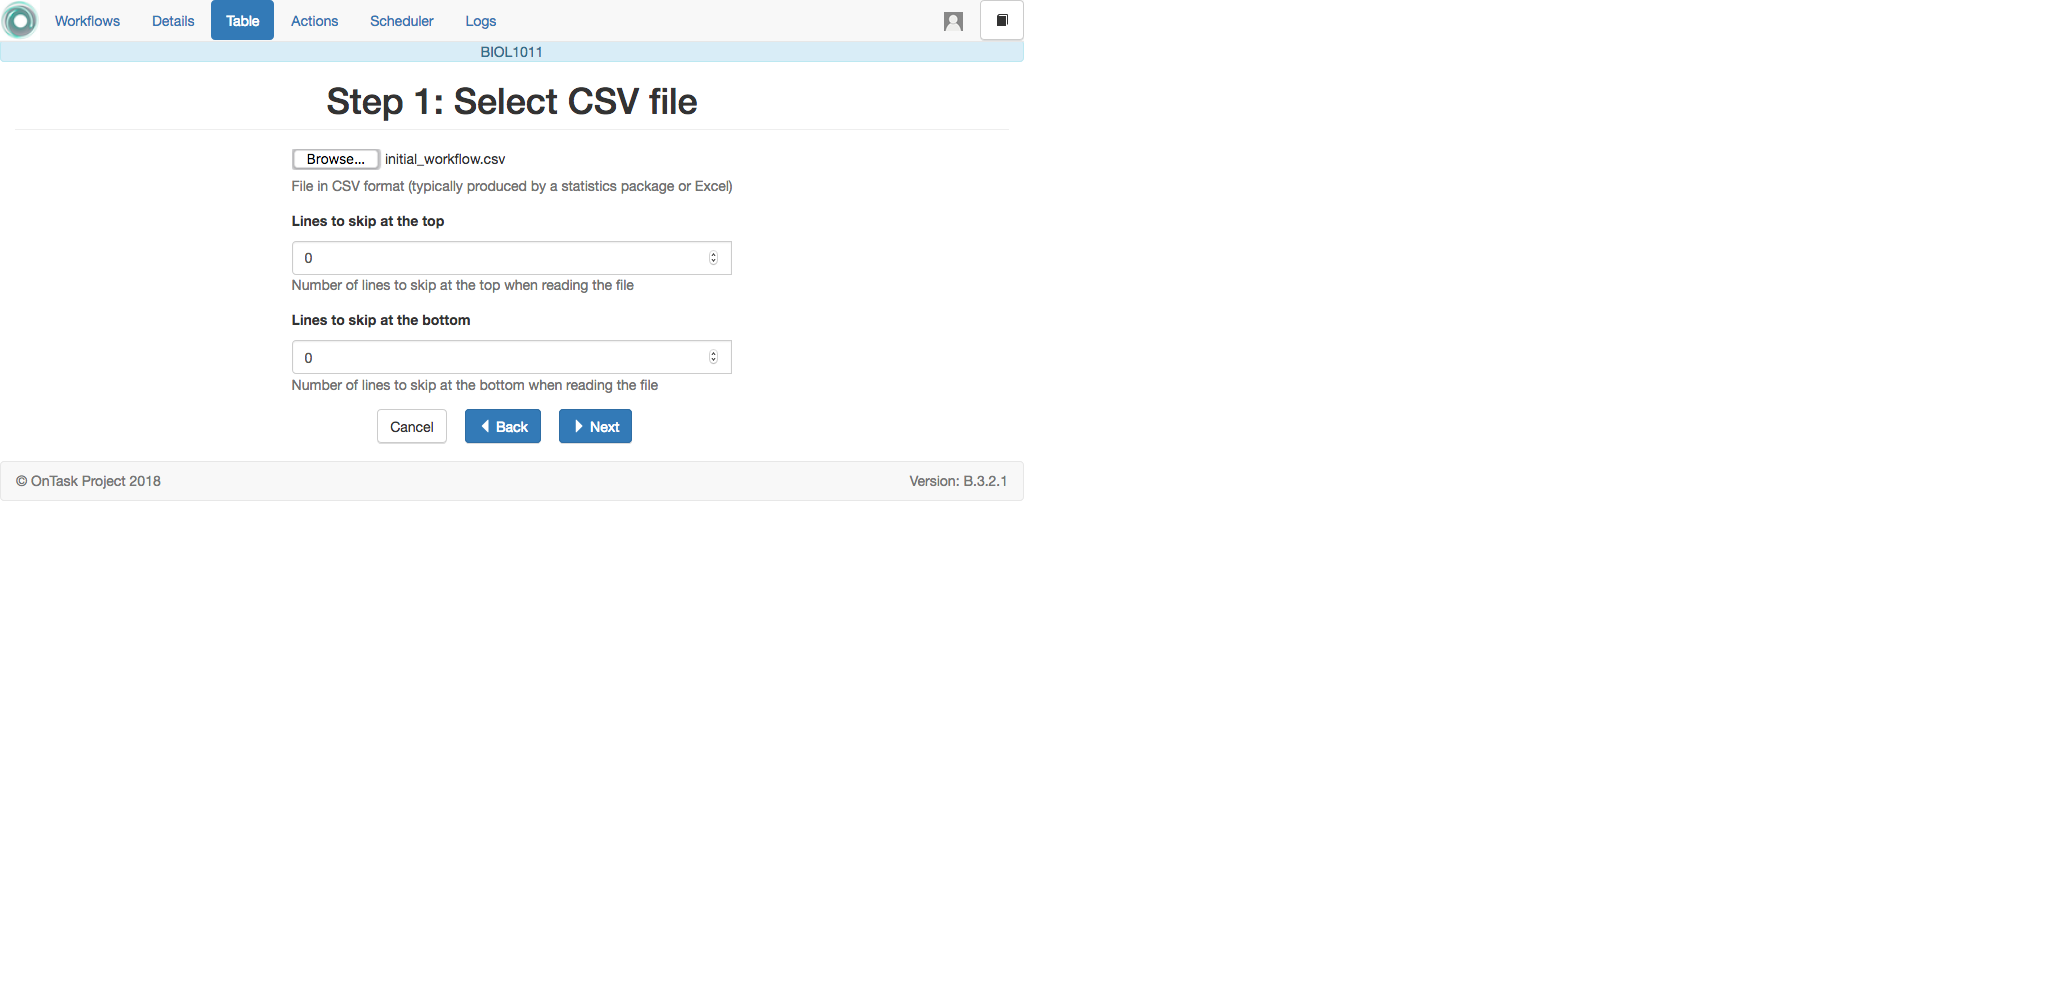 Workflows Details Table Actions Scheduler Logs
BIOL1011
Step 1: Select CSV file
Browse... initial_workflow.csv
File in CSV format (typically produced by a statistics package or Excel)
Lines to skip at the top
0
Number of lines to skip at the top when reading the file
Lines to skip at the bottom
0
Number of lines to skip at the bottom when reading the file
Cancel Back Next
© OnTask Project 2018 Version: B.3.2.1